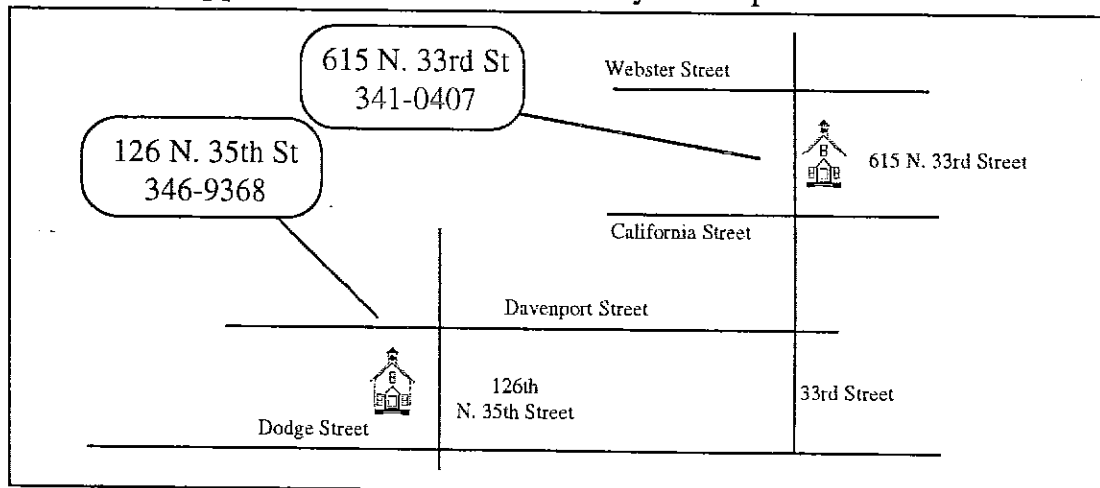 615 N. 33rd St
341-0407
Webster Street
126 N. 35th St
346-9368
615 N. 33rd Street
California Street
Davenport Street
126th
N. 35th Street
33rd Street
Dodge Street